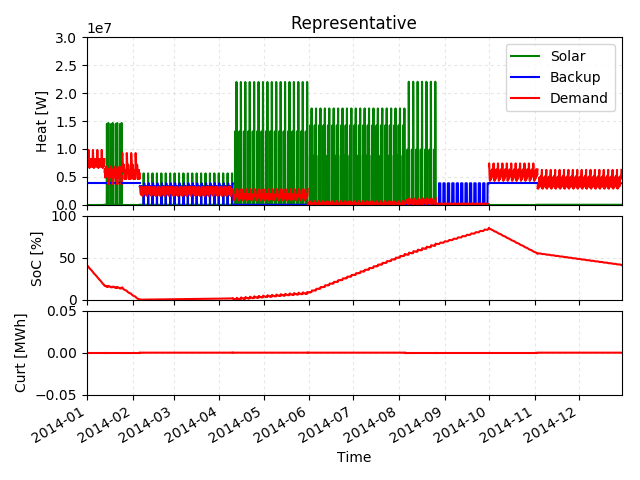 Representative
1e7
3.0
2.5
2.0
1.5
1.0
0.5
0.0
Heat [W]
Solar
Backup
Demand
100
50
0
SoC [%]
0.05
0.00
−0.05
Curt [MWh]
2014-01
2014-02
2014-03
2014-04
2014-05
2014-06
2014-07
2014-08
2014-09
2014-10
2014-11
2014-12
Time